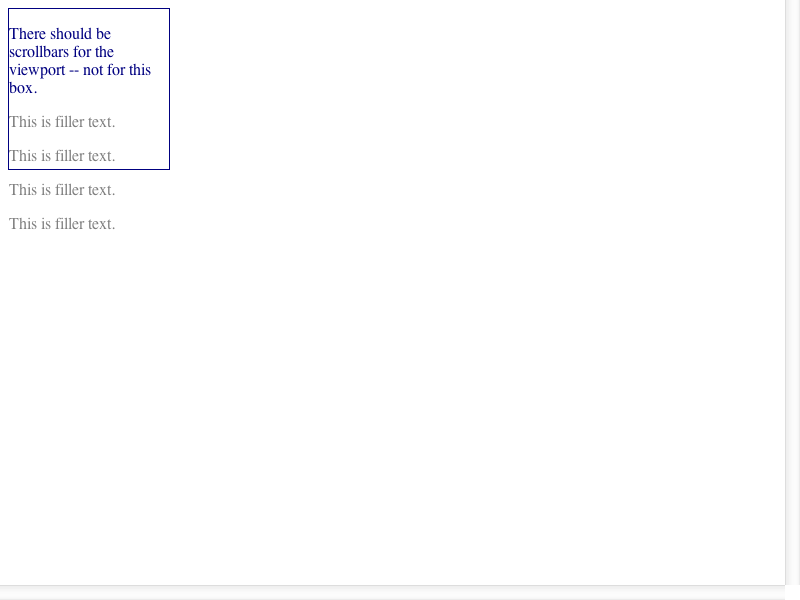 There should be
scrollbars for the
viewport -- not for this
box.
This is filler text.
This is filler text.
This is filler text.
This is filler text.